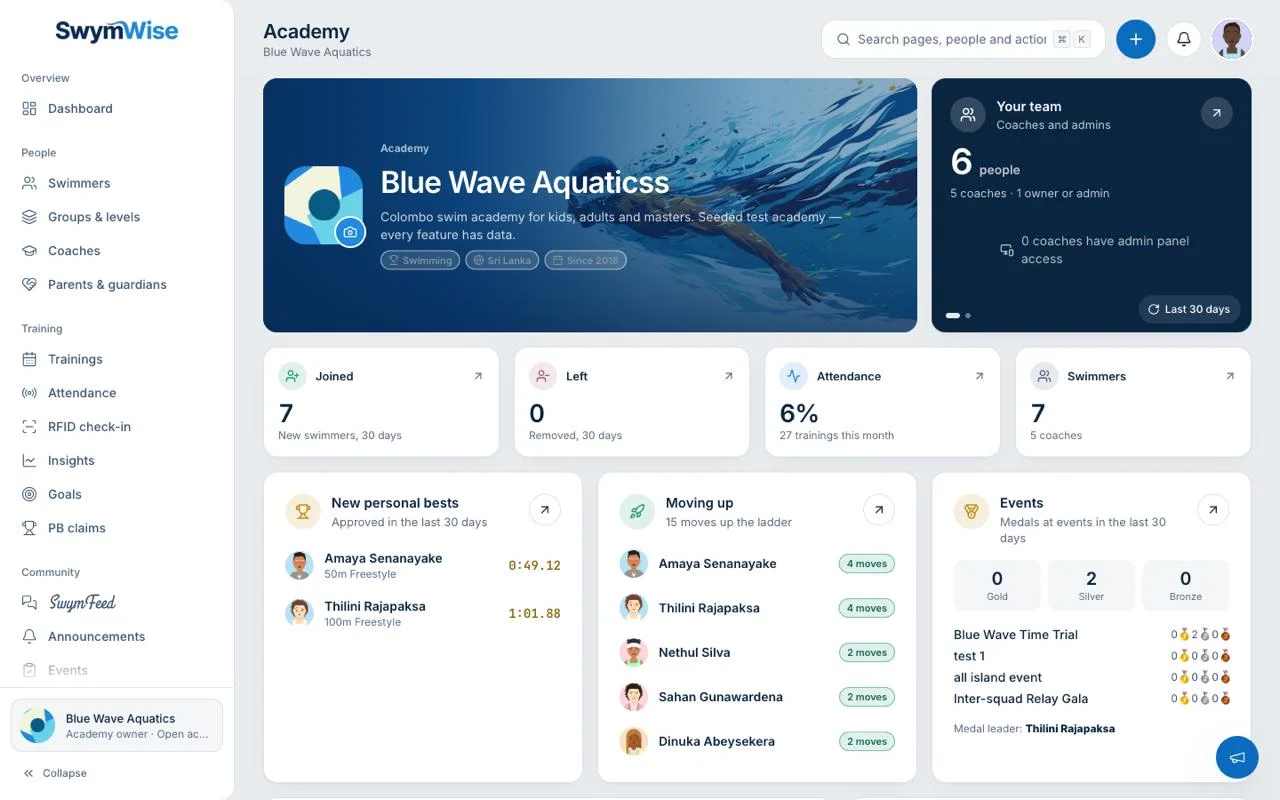 SwymWise
Academy
Blue Wave Aquatics
Search pages, people and action
⌘ K
Overview
Dashboard
People
Swimmers
Groups & levels
Coaches
Parents & guardians
Training
Trainings
Attendance
RFID check-in
Insights
Goals
PB claims
Community
SwymFeed
Announcements
Events
Blue Wave Aquatics
Academy owner · Open ac...
Collapse
Academy
Blue Wave Aquaticss
Colombo swim academy for kids, adults and masters. Seeded test academy —
every feature has data.
Swimming
Sri Lanka
Since 2018
Your team
Coaches and admins
6 people
5 coaches · 1 owner or admin
0 coaches have admin panel
access
Last 30 days
Joined
7
New swimmers, 30 days
Left
0
Removed, 30 days
Attendance
6%
27 trainings this month
Swimmers
7
5 coaches
New personal bests
Approved in the last 30 days
Amaya Senanayake
50m Freestyle
0:49.12
Thilini Rajapaksa
100m Freestyle
1:01.88
Moving up
15 moves up the ladder
Amaya Senanayake 4 moves
Thilini Rajapaksa 4 moves
Nethul Silva 2 moves
Sahan Gunawardena 2 moves
Dinuka Abeysekera 2 moves
Events
Medals at events in the last 30
days
0 2 0
Gold Silver Bronze
Blue Wave Time Trial 0🥇2🥈0🥉
test 1 0🥇0🥈0🥉
all island event 0🥇0🥈0🥉
Inter-squad Relay Gala 0🥇0🥈0🥉
Medal leader: Thilini Rajapaksa